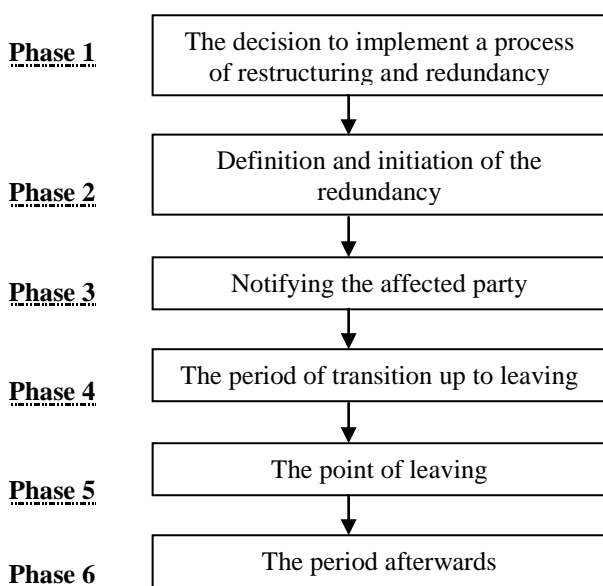 Phase 1
The decision to implement a process
of restructuring and redundancy
Phase 2
Definition and initiation of the
redundancy
Phase 3
Notifying the affected party
Phase 4
The period of transition up to leaving
Phase 5
The point of leaving
Phase 6
The period afterwards